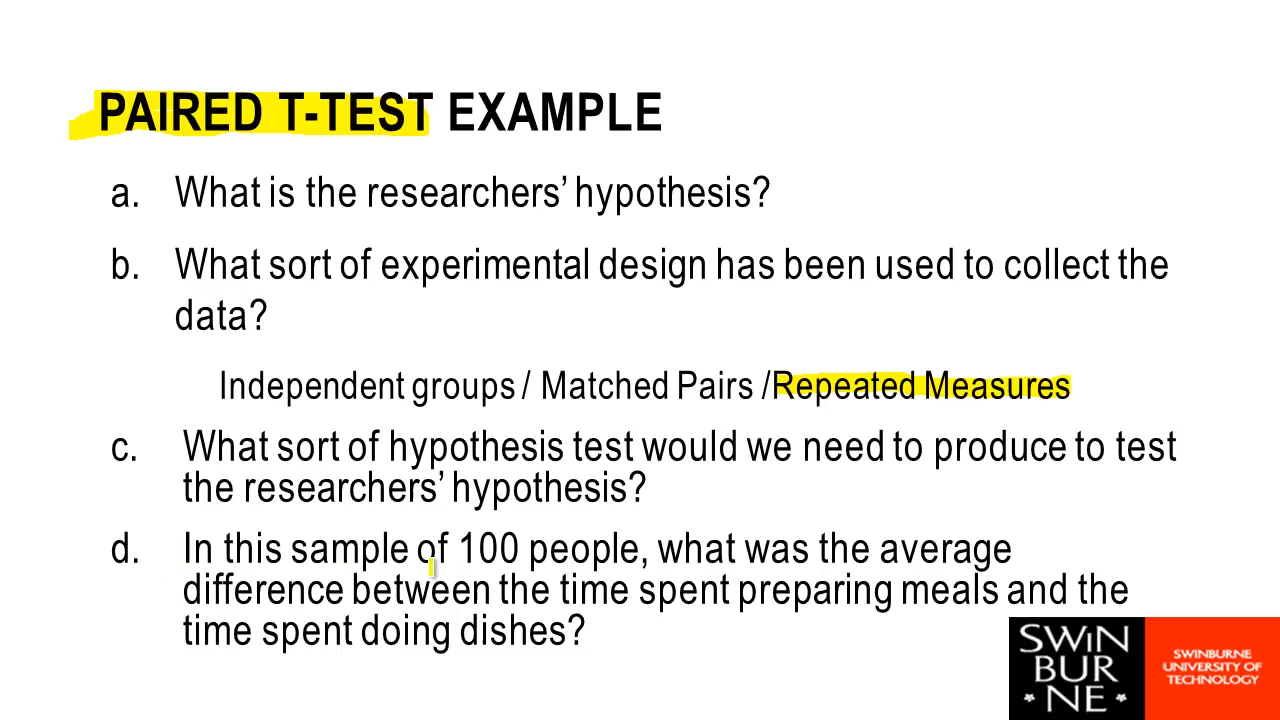 PAIRED T-TEST EXAMPLE
a. What is the researchers’ hypothesis?
b. What sort of experimental design has been used to collect the
data?
Independent groups / Matched Pairs /Repeated Measures
c. What sort of hypothesis test would we need to produce to test
the researchers’ hypothesis?
d. In this sample of 100 people, what was the average
difference between the time spent preparing meals and the
time spent doing dishes?
SWiN
BUR
NE
SWINBURNE
UNIVERSITY OF
TECHNOLOGY